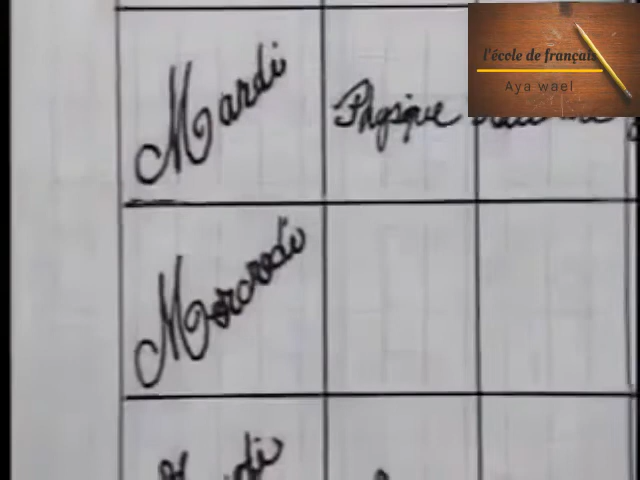 l'école de français
Aya wael
Mardi
Physique
Mercredi